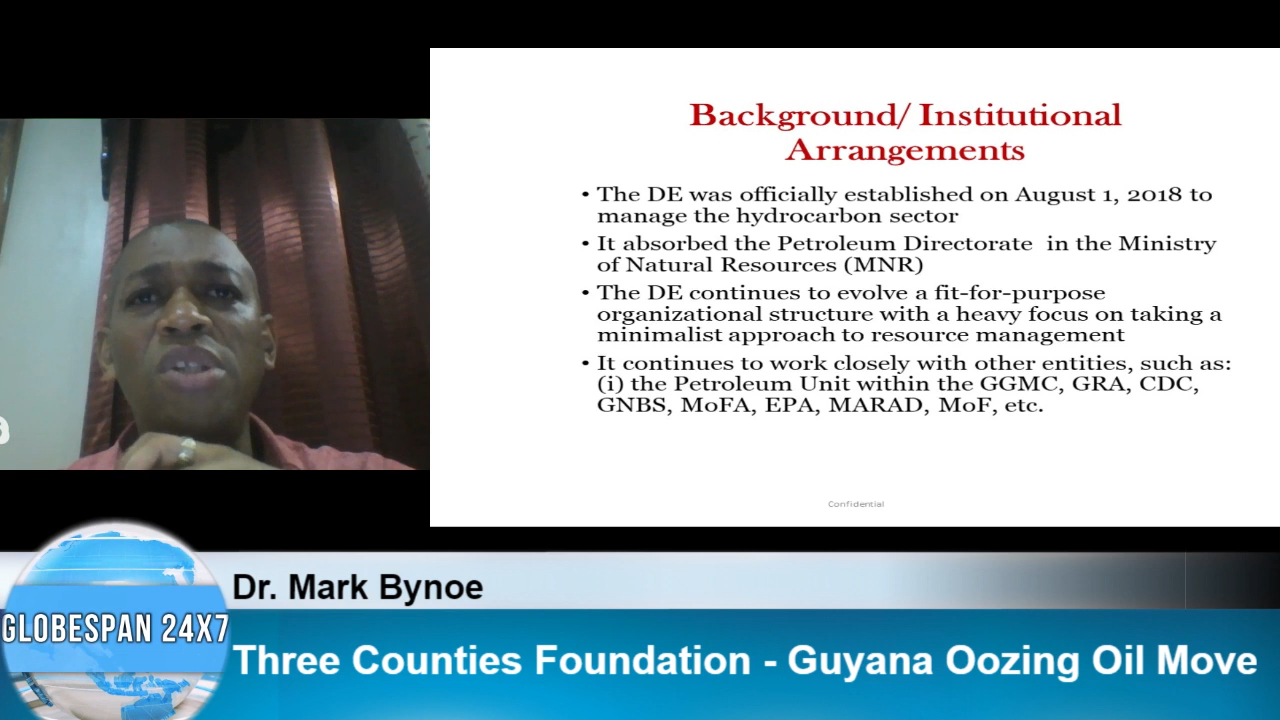 Background/ Institutional
Arrangements
• The DE was officially established on August 1, 2018 to
manage the hydrocarbon sector
• It absorbed the Petroleum Directorate in the Ministry
of Natural Resources (MNR)
• The DE continues to evolve a fit-for-purpose
organizational structure with a heavy focus on taking a
minimalist approach to resource management
• It continues to work closely with other entities, such as:
(i) the Petroleum Unit within the GGMC, GRA, CDC,
GNBS, MoFA, EPA, MARAD, MoF, etc.
Confidential
Dr. Mark Bynoe
GLOBESPAN 24X7
Three Counties Foundation - Guyana Oozing Oil Move